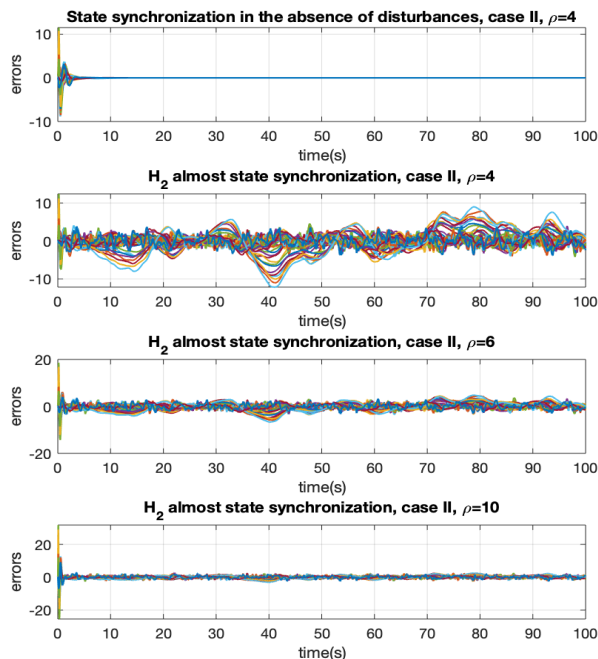 State synchronization in the absence of disturbances, case II, ρ=4
errors
10
0
-10
0 10 20 30 40 50 60 70 80 90 100
time(s)
H₂ almost state synchronization, case II, ρ=4
errors
10
0
-10
0 10 20 30 40 50 60 70 80 90 100
time(s)
H₂ almost state synchronization, case II, ρ=6
errors
20
0
-20
0 10 20 30 40 50 60 70 80 90 100
time(s)
H₂ almost state synchronization, case II, ρ=10
errors
20
0
-20
0 10 20 30 40 50 60 70 80 90 100
time(s)